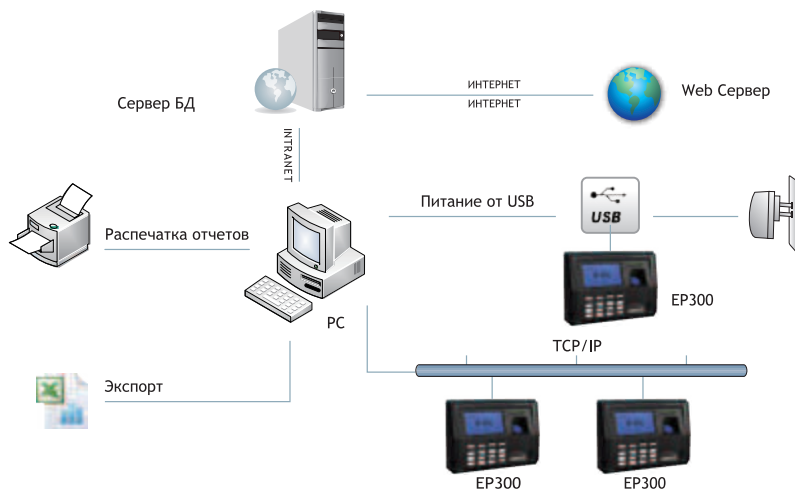 ИНТЕРНЕТ
ИНТЕРНЕТ
Web Сервер
Сервер БД
INTRANET
Питание от USB
USB
Распечатка отчетов
EP300
PC
TCP/IP
Экспорт
EP300
EP300